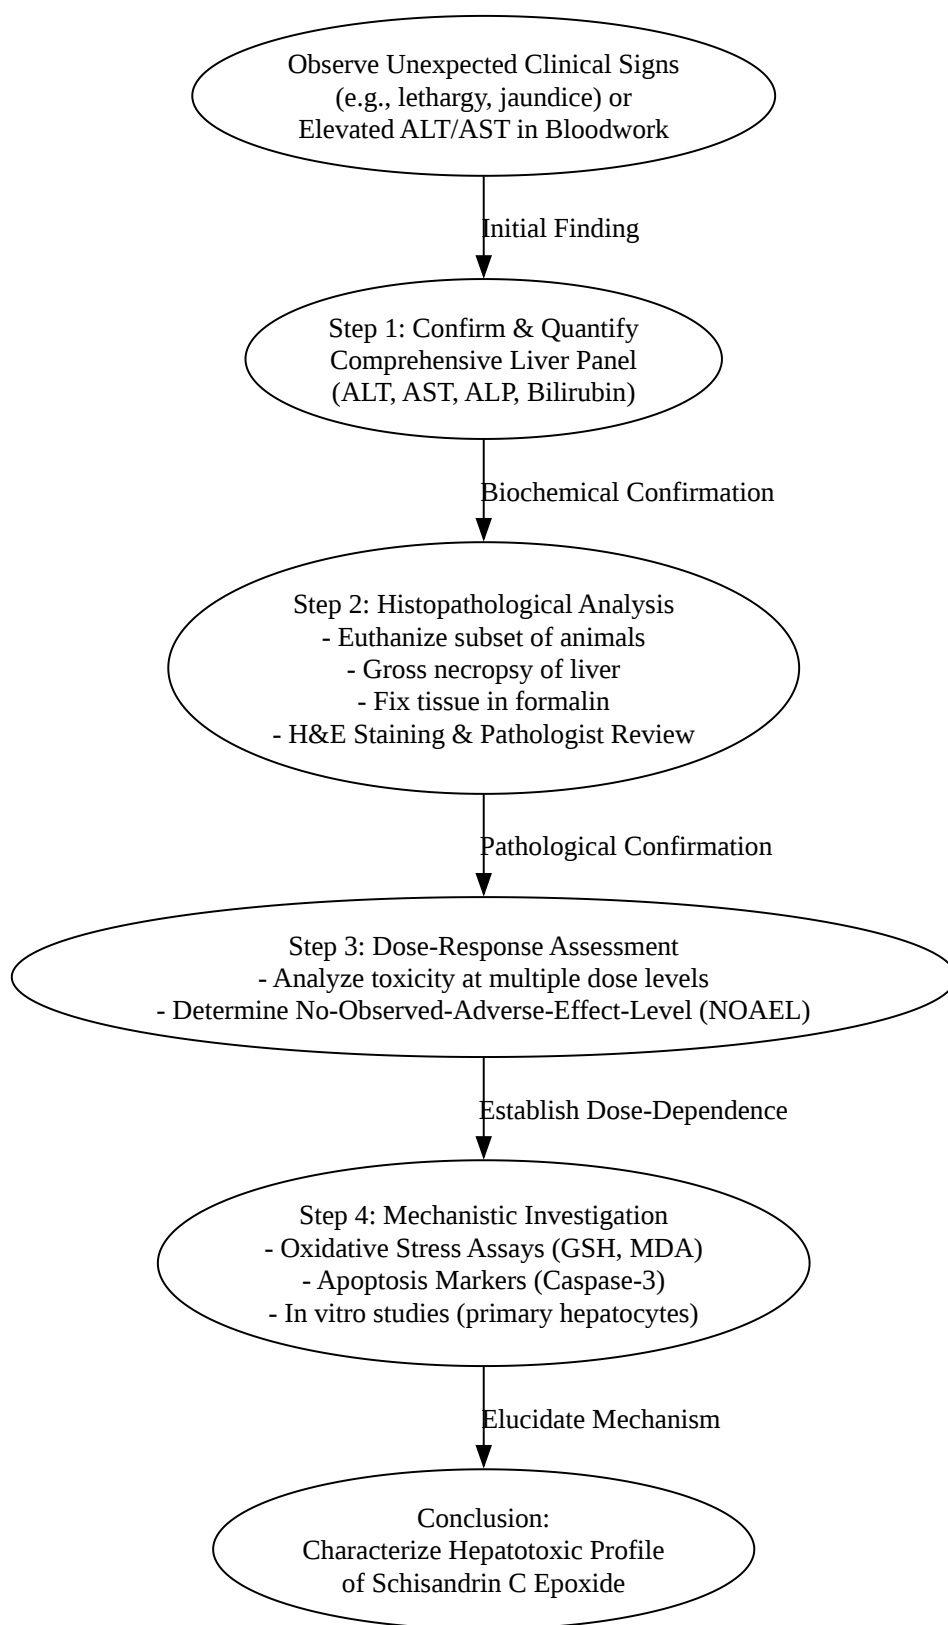 Observe Unexpected Clinical Signs
(e.g., lethargy, jaundice) or
Elevated ALT/AST in Bloodwork
Initial Finding
Step 1: Confirm & Quantify
Comprehensive Liver Panel
(ALT, AST, ALP, Bilirubin)
Biochemical Confirmation
Step 2: Histopathological Analysis
- Euthanize subset of animals
- Gross necropsy of liver
- Fix tissue in formalin
- H&E Staining & Pathologist Review
Pathological Confirmation
Step 3: Dose-Response Assessment
- Analyze toxicity at multiple dose levels
- Determine No-Observed-Adverse-Effect-Level (NOAEL)
Establish Dose-Dependence
Step 4: Mechanistic Investigation
- Oxidative Stress Assays (GSH, MDA)
- Apoptosis Markers (Caspase-3)
- In vitro studies (primary hepatocytes)
Elucidate Mechanism
Conclusion:
Characterize Hepatotoxic Profile
of Schisandrin C Epoxide